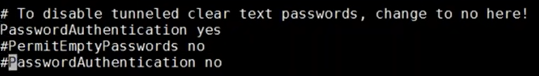 # To disable tunneled clear text passwords, change to no here!
PasswordAuthentication yes
#PermitEmptyPasswords no
#PasswordAuthentication no